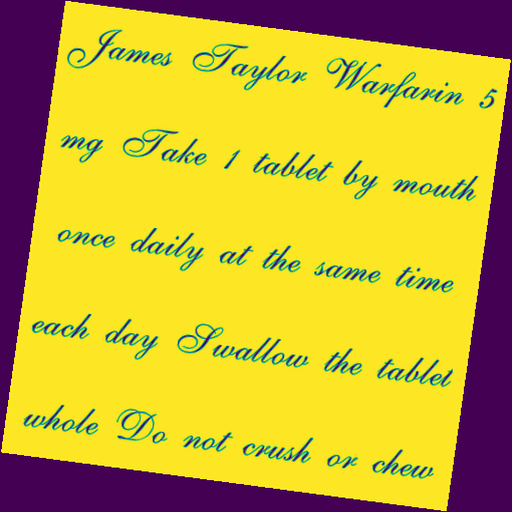 James Taylor Warfarin 5
mg Take 1 tablet by mouth
once daily at the same time
each day Swallow the tablet
whole Do not crush or chew